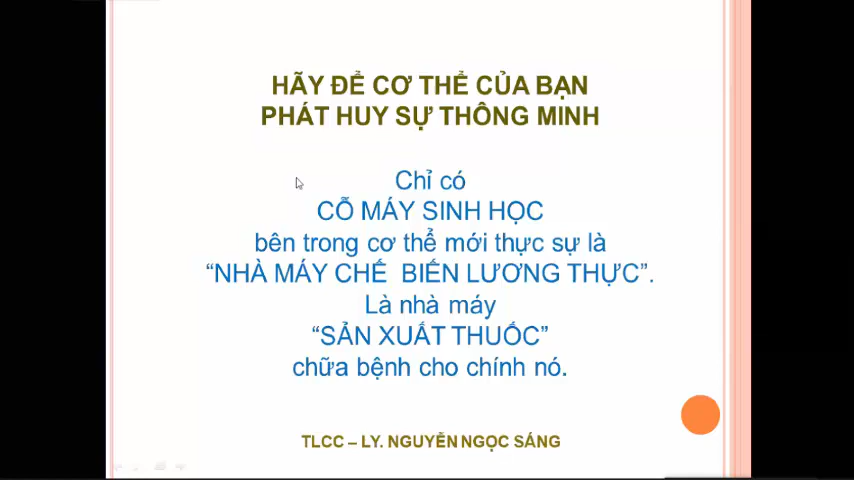 HÃY ĐỂ CƠ THỂ CỦA BẠN
PHÁT HUY SỰ THÔNG MINH
Chỉ có
CỖ MÁY SINH HỌC
bên trong cơ thể mới thực sự là
“NHÀ MÁY CHẾ BIẾN LƯƠNG THỰC”.
Là nhà máy
“SẢN XUẤT THUỐC”
chữa bệnh cho chính nó.
TLCC – LY. NGUYỄN NGỌC SÁNG